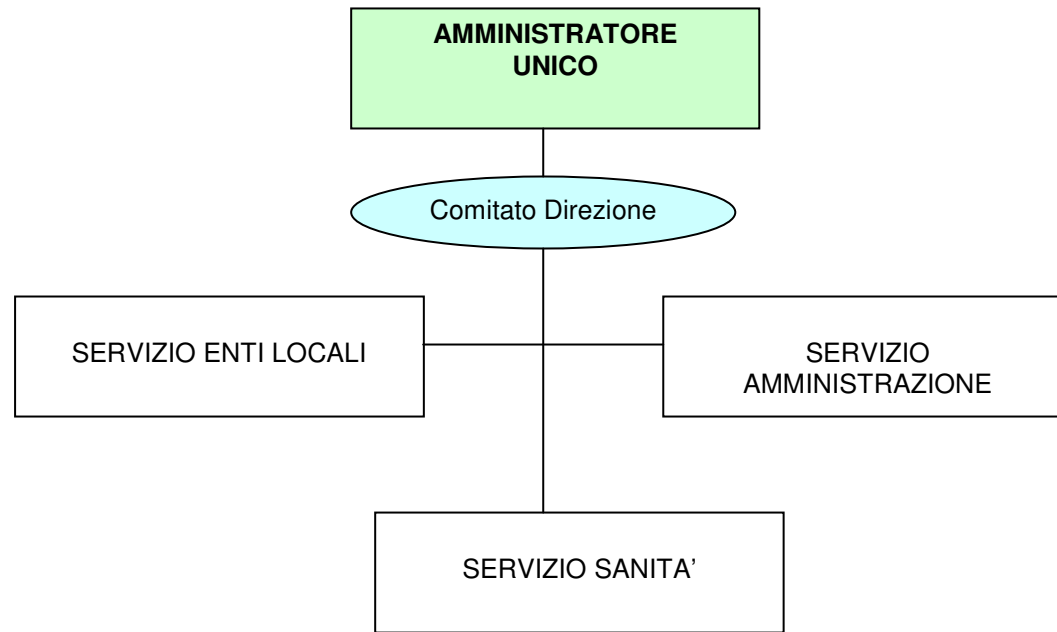 AMMINISTRATORE
UNICO
Comitato Direzione
SERVIZIO ENTI LOCALI
SERVIZIO
AMMINISTRAZIONE
SERVIZIO SANITA’